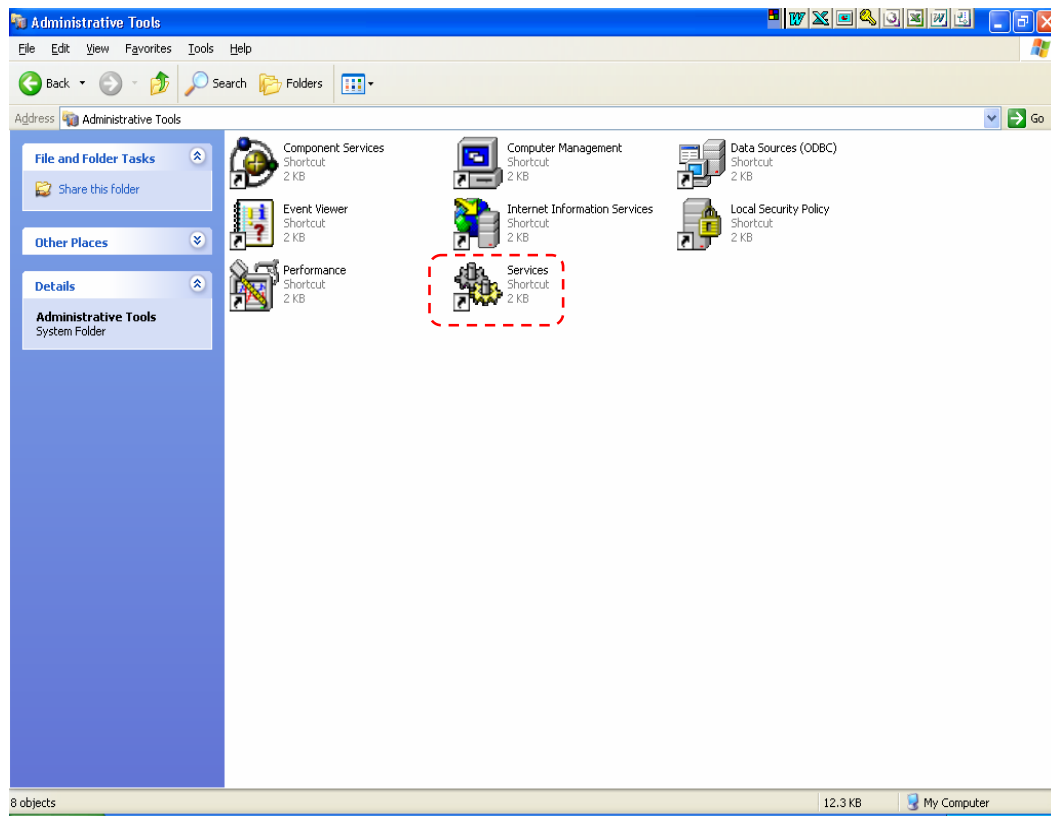 Administrative Tools
File Edit View Favorites Tools Help
Back Search Folders
Address Administrative Tools Go
File and Folder Tasks
Share this folder
Other Places
Details
Administrative Tools
System Folder
Component Services
Shortcut
2 KB
Computer Management
Shortcut
2 KB
Data Sources (ODBC)
Shortcut
2 KB
Event Viewer
Shortcut
2 KB
Internet Information Services
Shortcut
2 KB
Local Security Policy
Shortcut
2 KB
Performance
Shortcut
2 KB
Services
Shortcut
2 KB
8 objects 12.3 KB My Computer